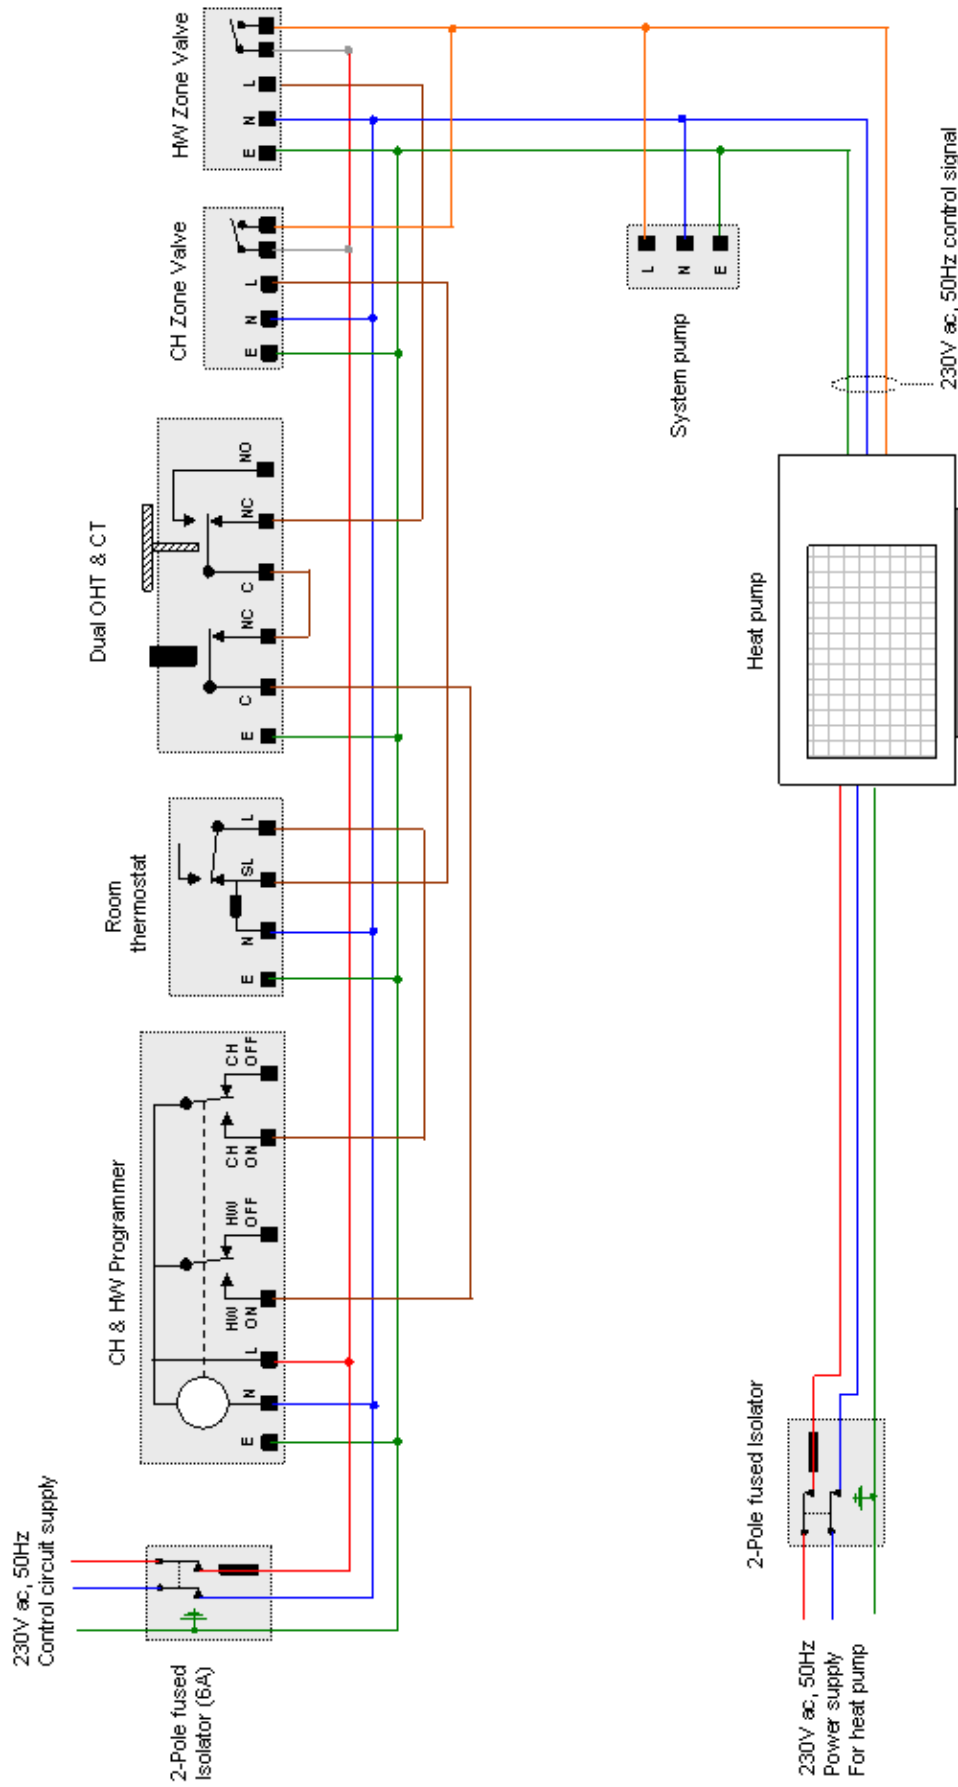 230V ac, 50Hz
Control circuit supply
2-Pole fused
Isolator (6A)
CH & HW Programmer
E
N
L
HW
ON
HW
OFF
CH
ON
CH
OFF
Room
thermostat
E
N
SL
L
Dual OHT & CT
E
C
NC
C
NC
NO
CH Zone Valve
E
N
L
HW Zone Valve
E
N
L
System pump
L
N
E
230V ac, 50Hz
Power supply
For heat pump
2-Pole fused Isolator
Heat pump
230V ac, 50Hz control signal